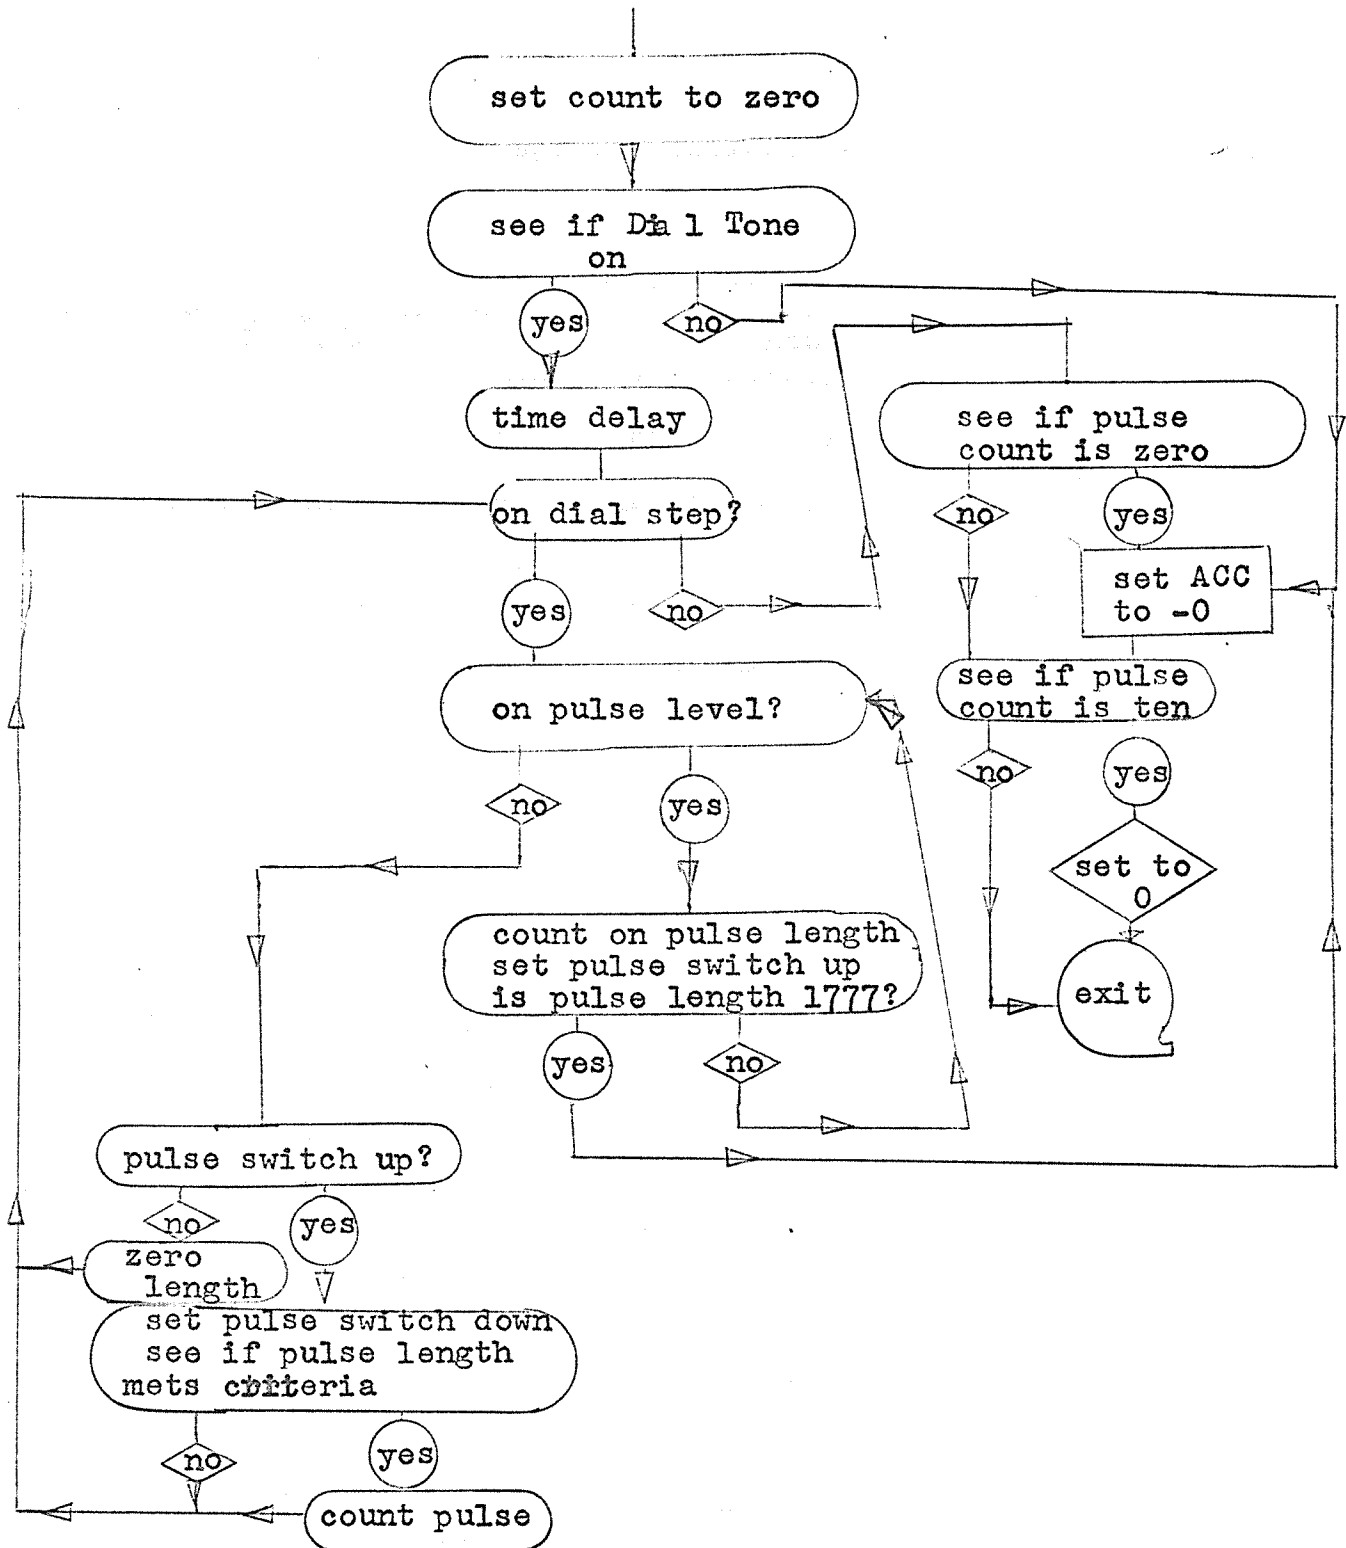 set count to zero
see if Dial Tone
on
yes
no
time delay
see if pulse
count is zero
on dial step?
no
yes
set ACC
to -0
yes
no
see if pulse
count is ten
on pulse level?
no
yes
no
yes
set to
0
count on pulse length
set pulse switch up
is pulse length 1777?
exit
yes
no
pulse switch up?
no
yes
zero
length
set pulse switch down
see if pulse length
mets criteria
no
yes
count pulse